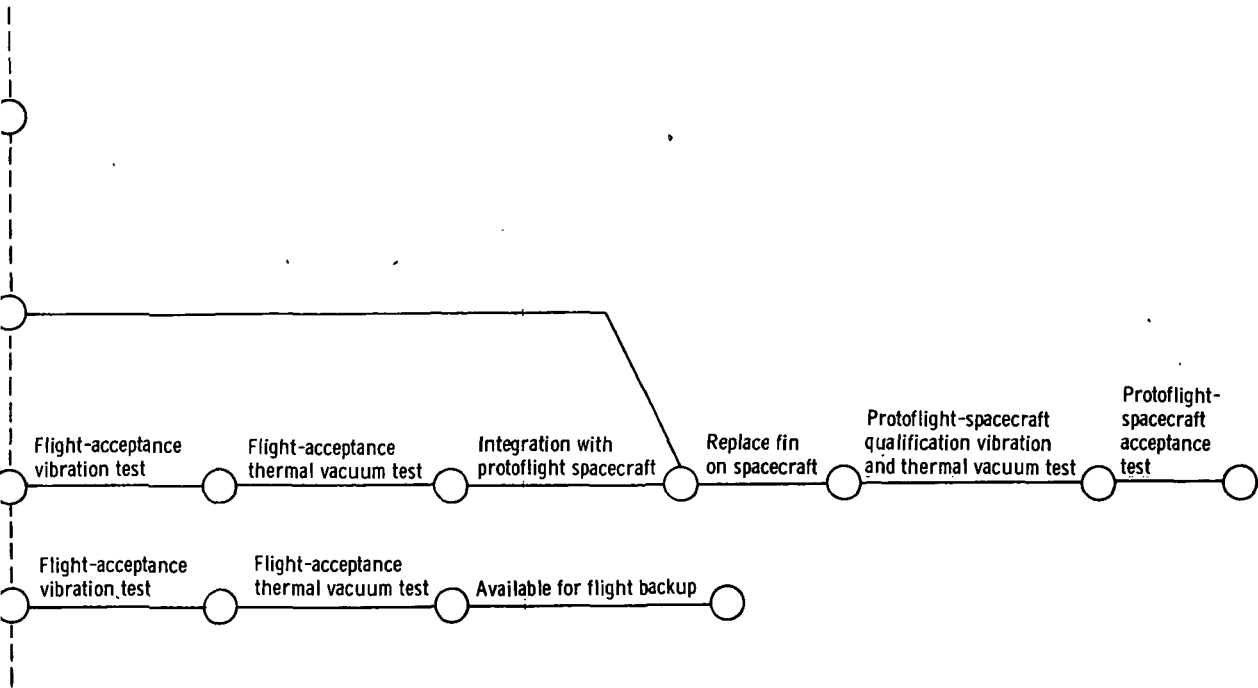 Flight-acceptance
vibration test
Flight-acceptance
thermal vacuum test
Integration with
protoflight spacecraft
Replace fin
on spacecraft
Protoflight-spacecraft
qualification vibration
and thermal vacuum test
Protoflight-
spacecraft
acceptance
test
Flight-acceptance
vibration test
Flight-acceptance
thermal vacuum test
Available for flight backup